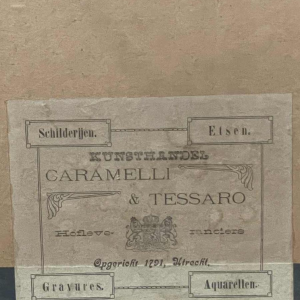 Schilderijen. Etsen.
KUNSTHANDEL
CARAMELLI
& TESSARO
Hofleve- ranciers
Opgericht 1791, Utrecht.
Gravures. Aquarellen.